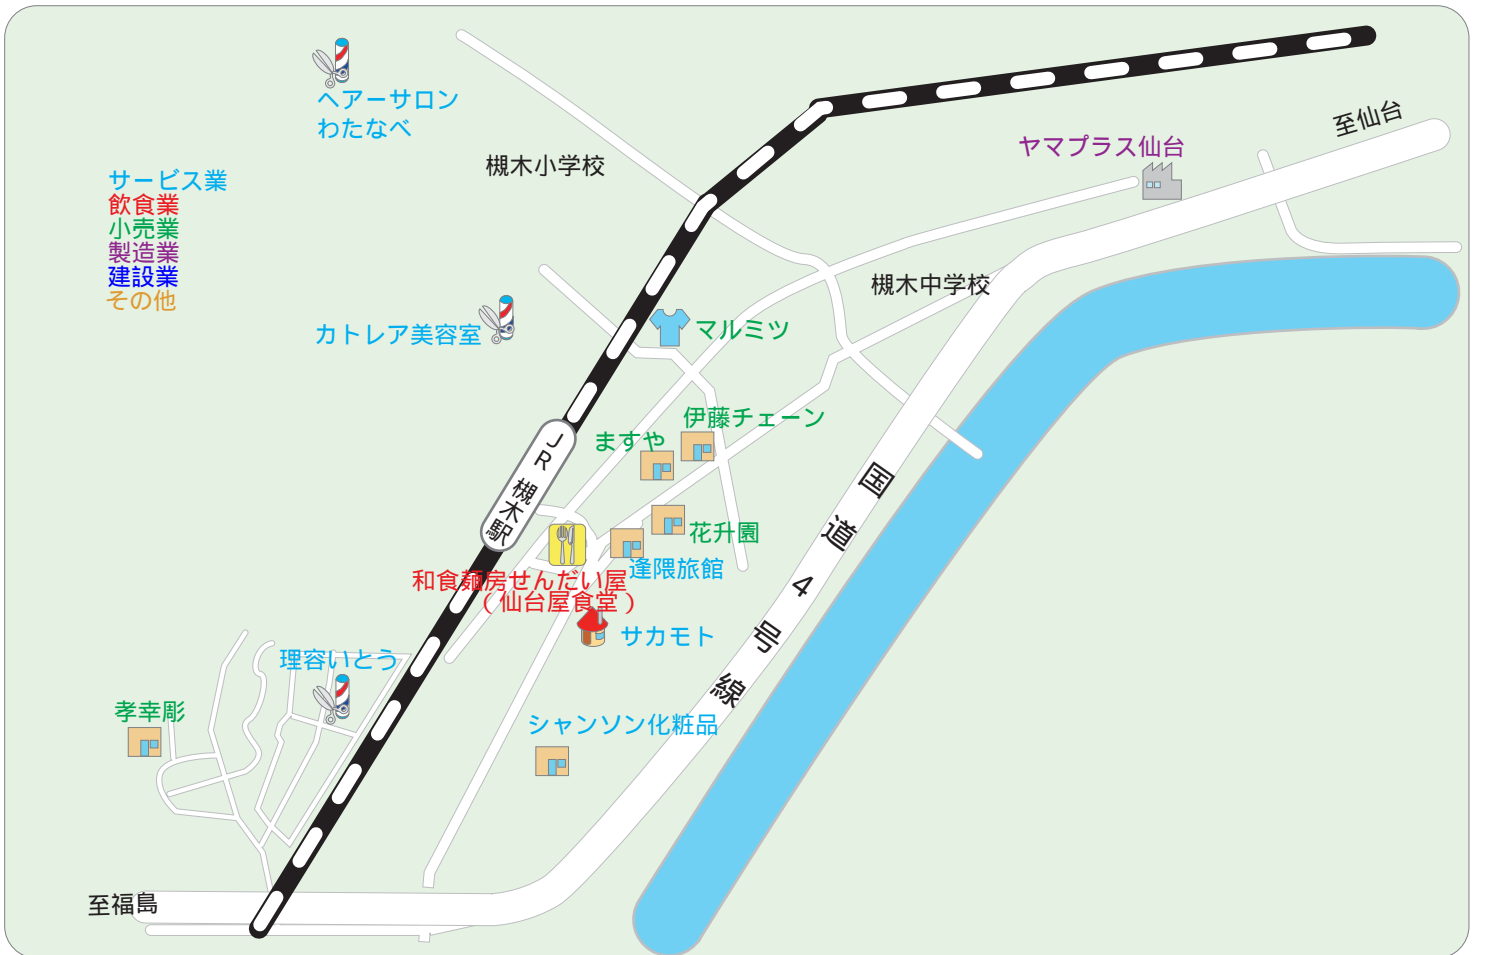 ヘアーサロン
わたなべ
至仙台
ヤマプラス仙台
槻木小学校
サービス業
飲食業
小売業
製造業
建設業
その他
槻木中学校
カトレア美容室
マルミツ
伊藤チェーン
ますや
JR 槻木駅
国道4号線
花升園
逢隈旅館
和食麺房せんだい屋
（仙台屋食堂）
サカモト
理容いとう
孝幸彫
シャンソン化粧品
至福島